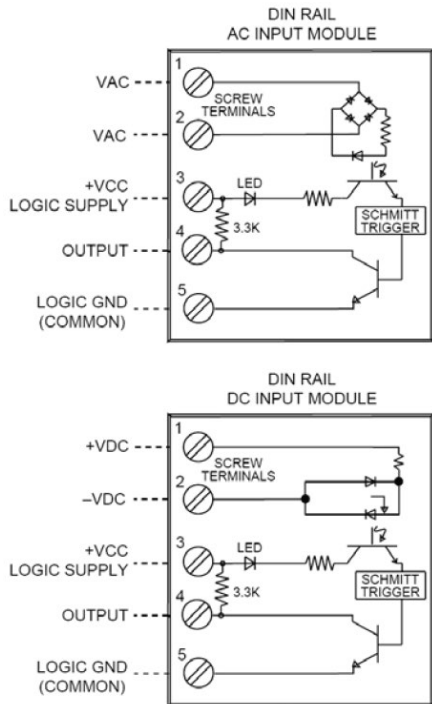 DIN RAIL
AC INPUT MODULE
1
VAC
SCREW
TERMINALS
2
VAC
3
+VCC
LOGIC SUPPLY
LED
SCHMITT
TRIGGER
3.3K
4
OUTPUT
5
LOGIC GND
(COMMON)
DIN RAIL
DC INPUT MODULE
1
+VDC
SCREW
TERMINALS
2
–VDC
3
+VCC
LOGIC SUPPLY
LED
SCHMITT
TRIGGER
3.3K
4
OUTPUT
5
LOGIC GND
(COMMON)